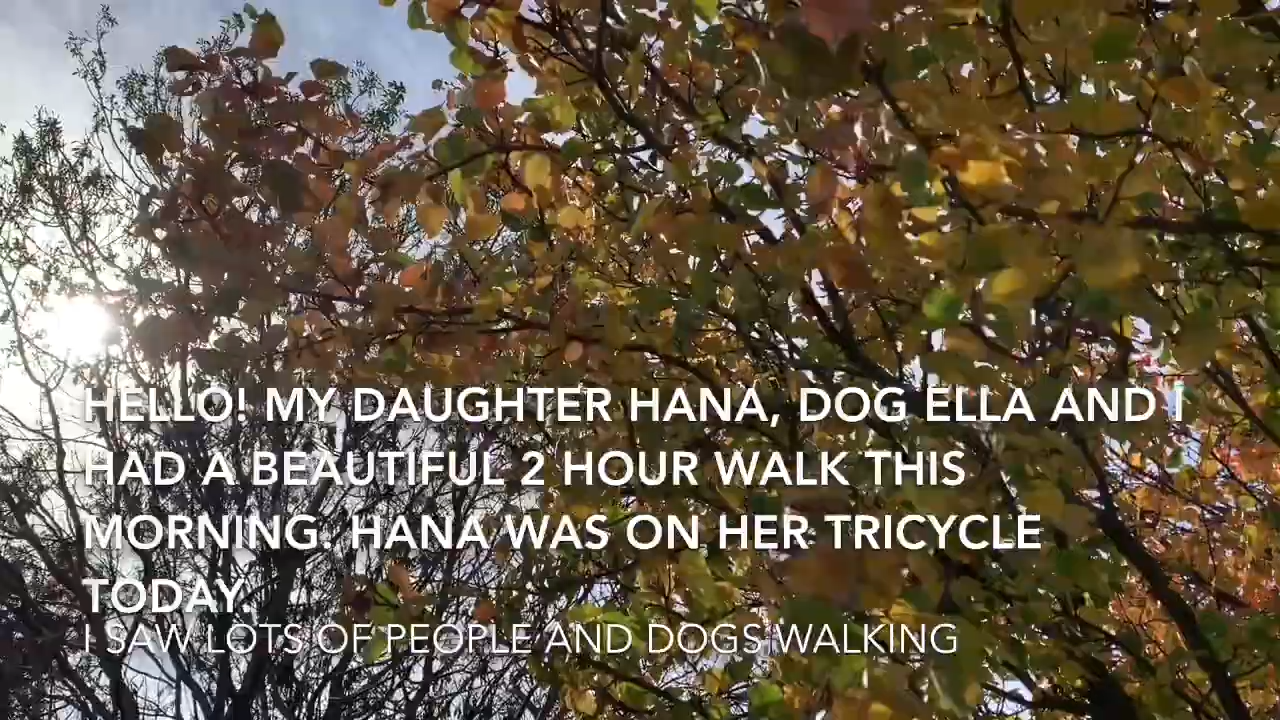 HELLO! MY DAUGHTER HANA, DOG ELLA AND I
HAD A BEAUTIFUL 2 HOUR WALK THIS
MORNING. HANA WAS ON HER TRICYCLE
TODAY.
I SAW LOTS OF PEOPLE AND DOGS WALKING